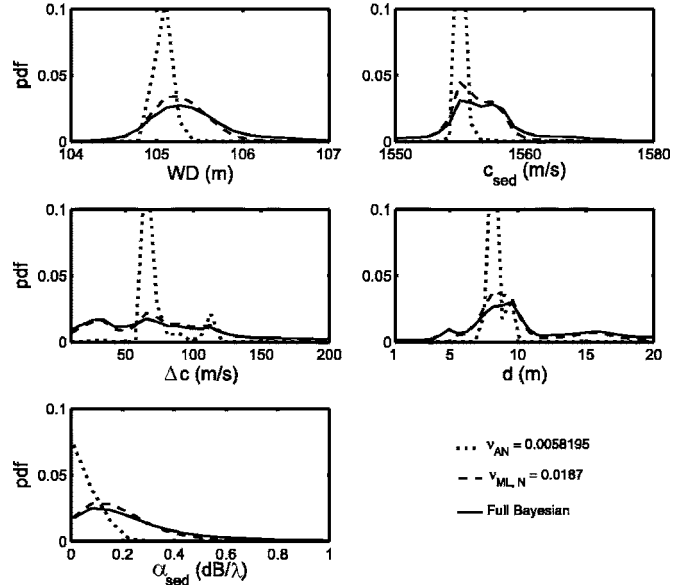 0.1
0.05
0
pdf
104 105 106 107
WD (m)
0.1
0.05
0
1550 1560 1580
c_sed (m/s)
0.1
0.05
0
pdf
50 100 150 200
Δc (m/s)
0.1
0.05
0
1 5 10 15 20
d (m)
0.1
0.05
0
pdf
0 0.2 0.4 0.6 0.8 1
α_sed (dB/λ)
ν_AN = 0.0058195
ν_ML, N = 0.0187
Full Bayesian